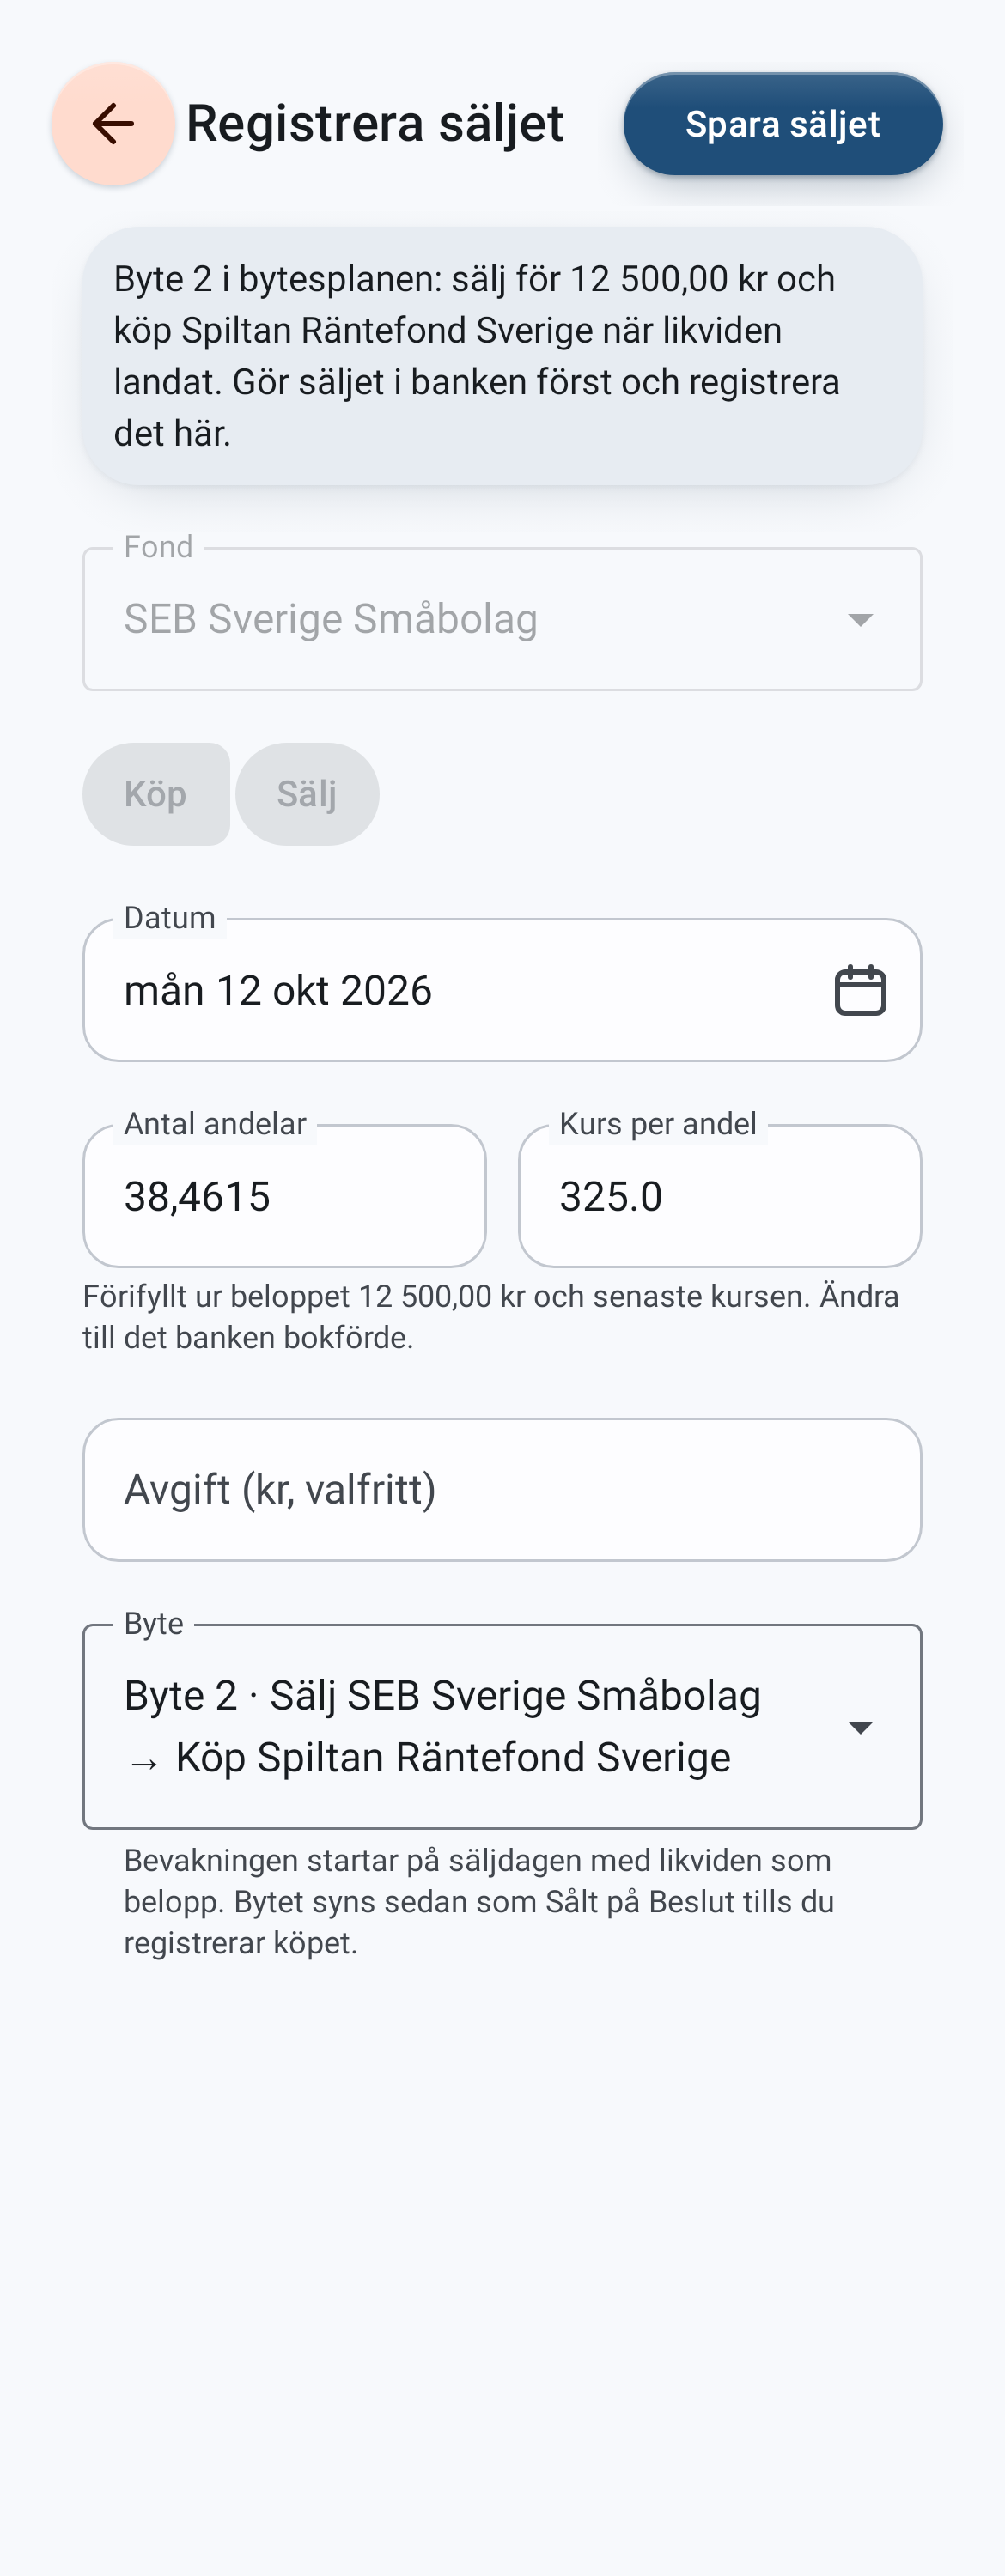 Registrera säljet
Spara säljet
Byte 2 i bytesplanen: sälj för 12 500,00 kr och
köp Spiltan Räntefond Sverige när likviden
landat. Gör säljet i banken först och registrera
det här.
Fond
SEB Sverige Småbolag
Köp
Sälj
Datum
mån 12 okt 2026
Antal andelar
Kurs per andel
38,4615
325.0
Förifyllt ur beloppet 12 500,00 kr och senaste kursen. Ändra
till det banken bokförde.
Avgift (kr, valfritt)
Byte
Byte 2 · Sälj SEB Sverige Småbolag
→ Köp Spiltan Räntefond Sverige
Bevakningen startar på säljdagen med likviden som
belopp. Bytet syns sedan som Sålt på Beslut tills du
registrerar köpet.